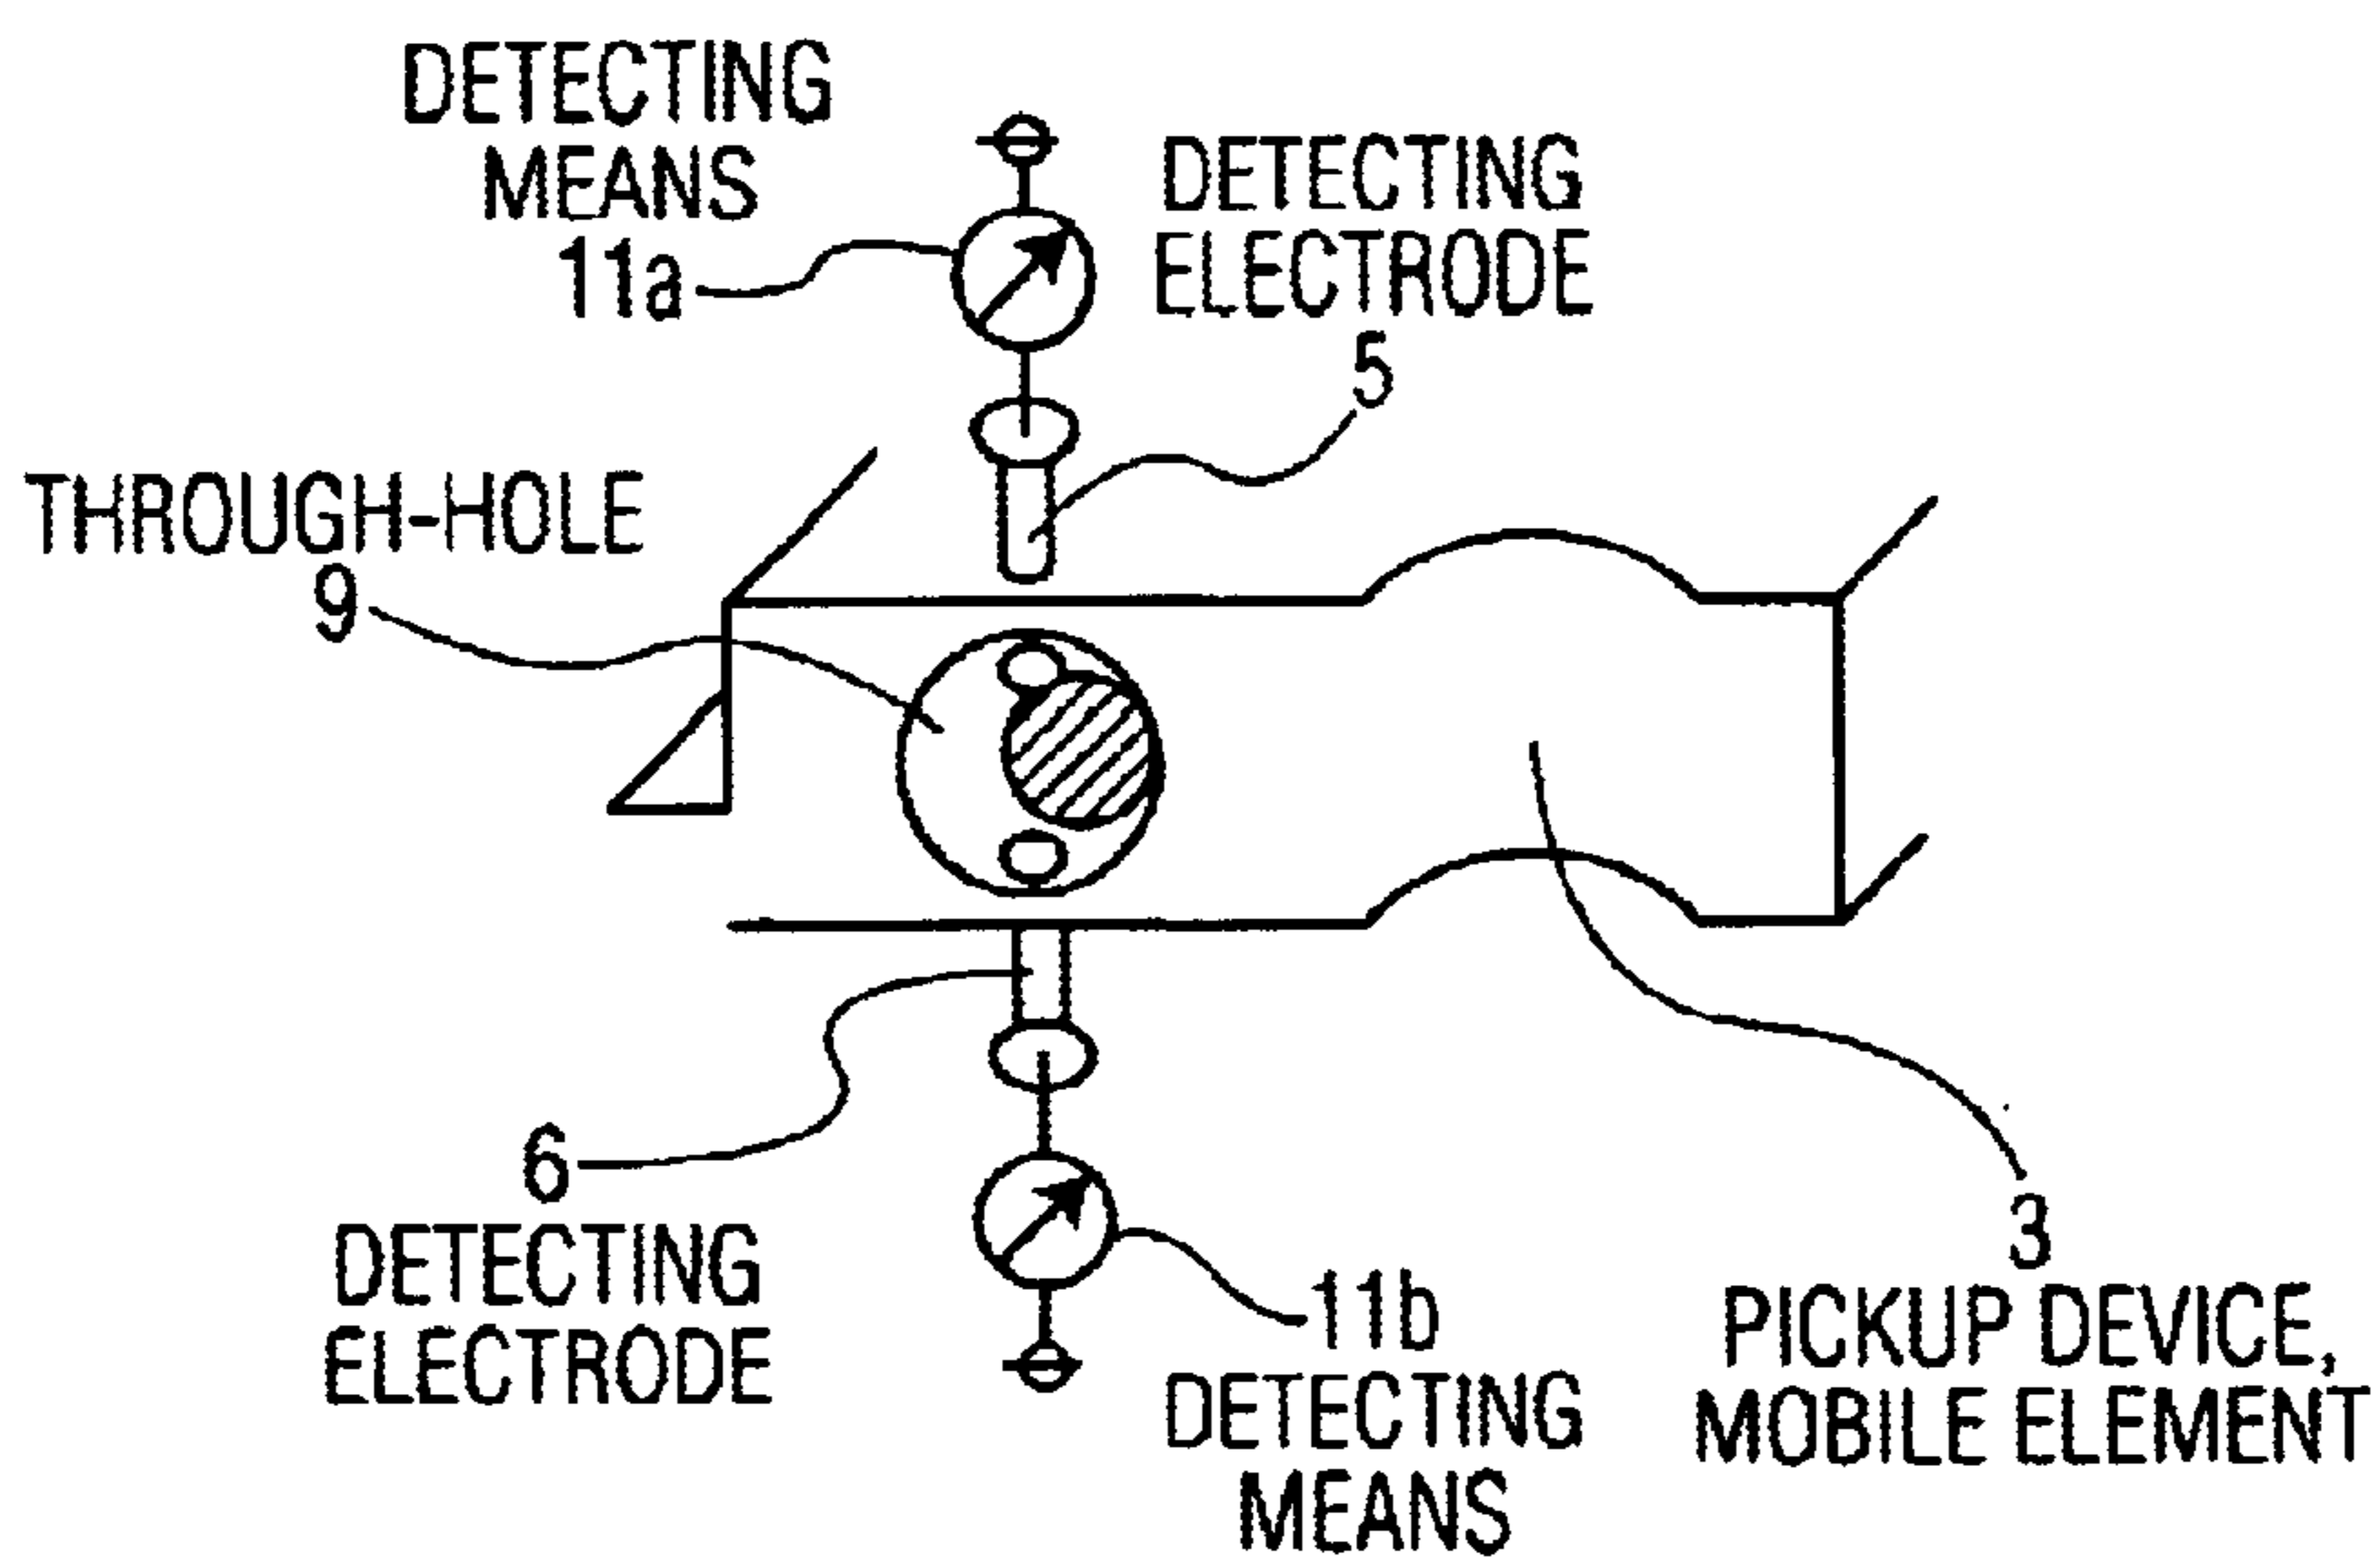 DETECTING
MEANS
11a
DETECTING
ELECTRODE
5
THROUGH-HOLE
9
6
DETECTING
ELECTRODE
11b
DETECTING
MEANS
3
PICKUP DEVICE,
MOBILE ELEMENT